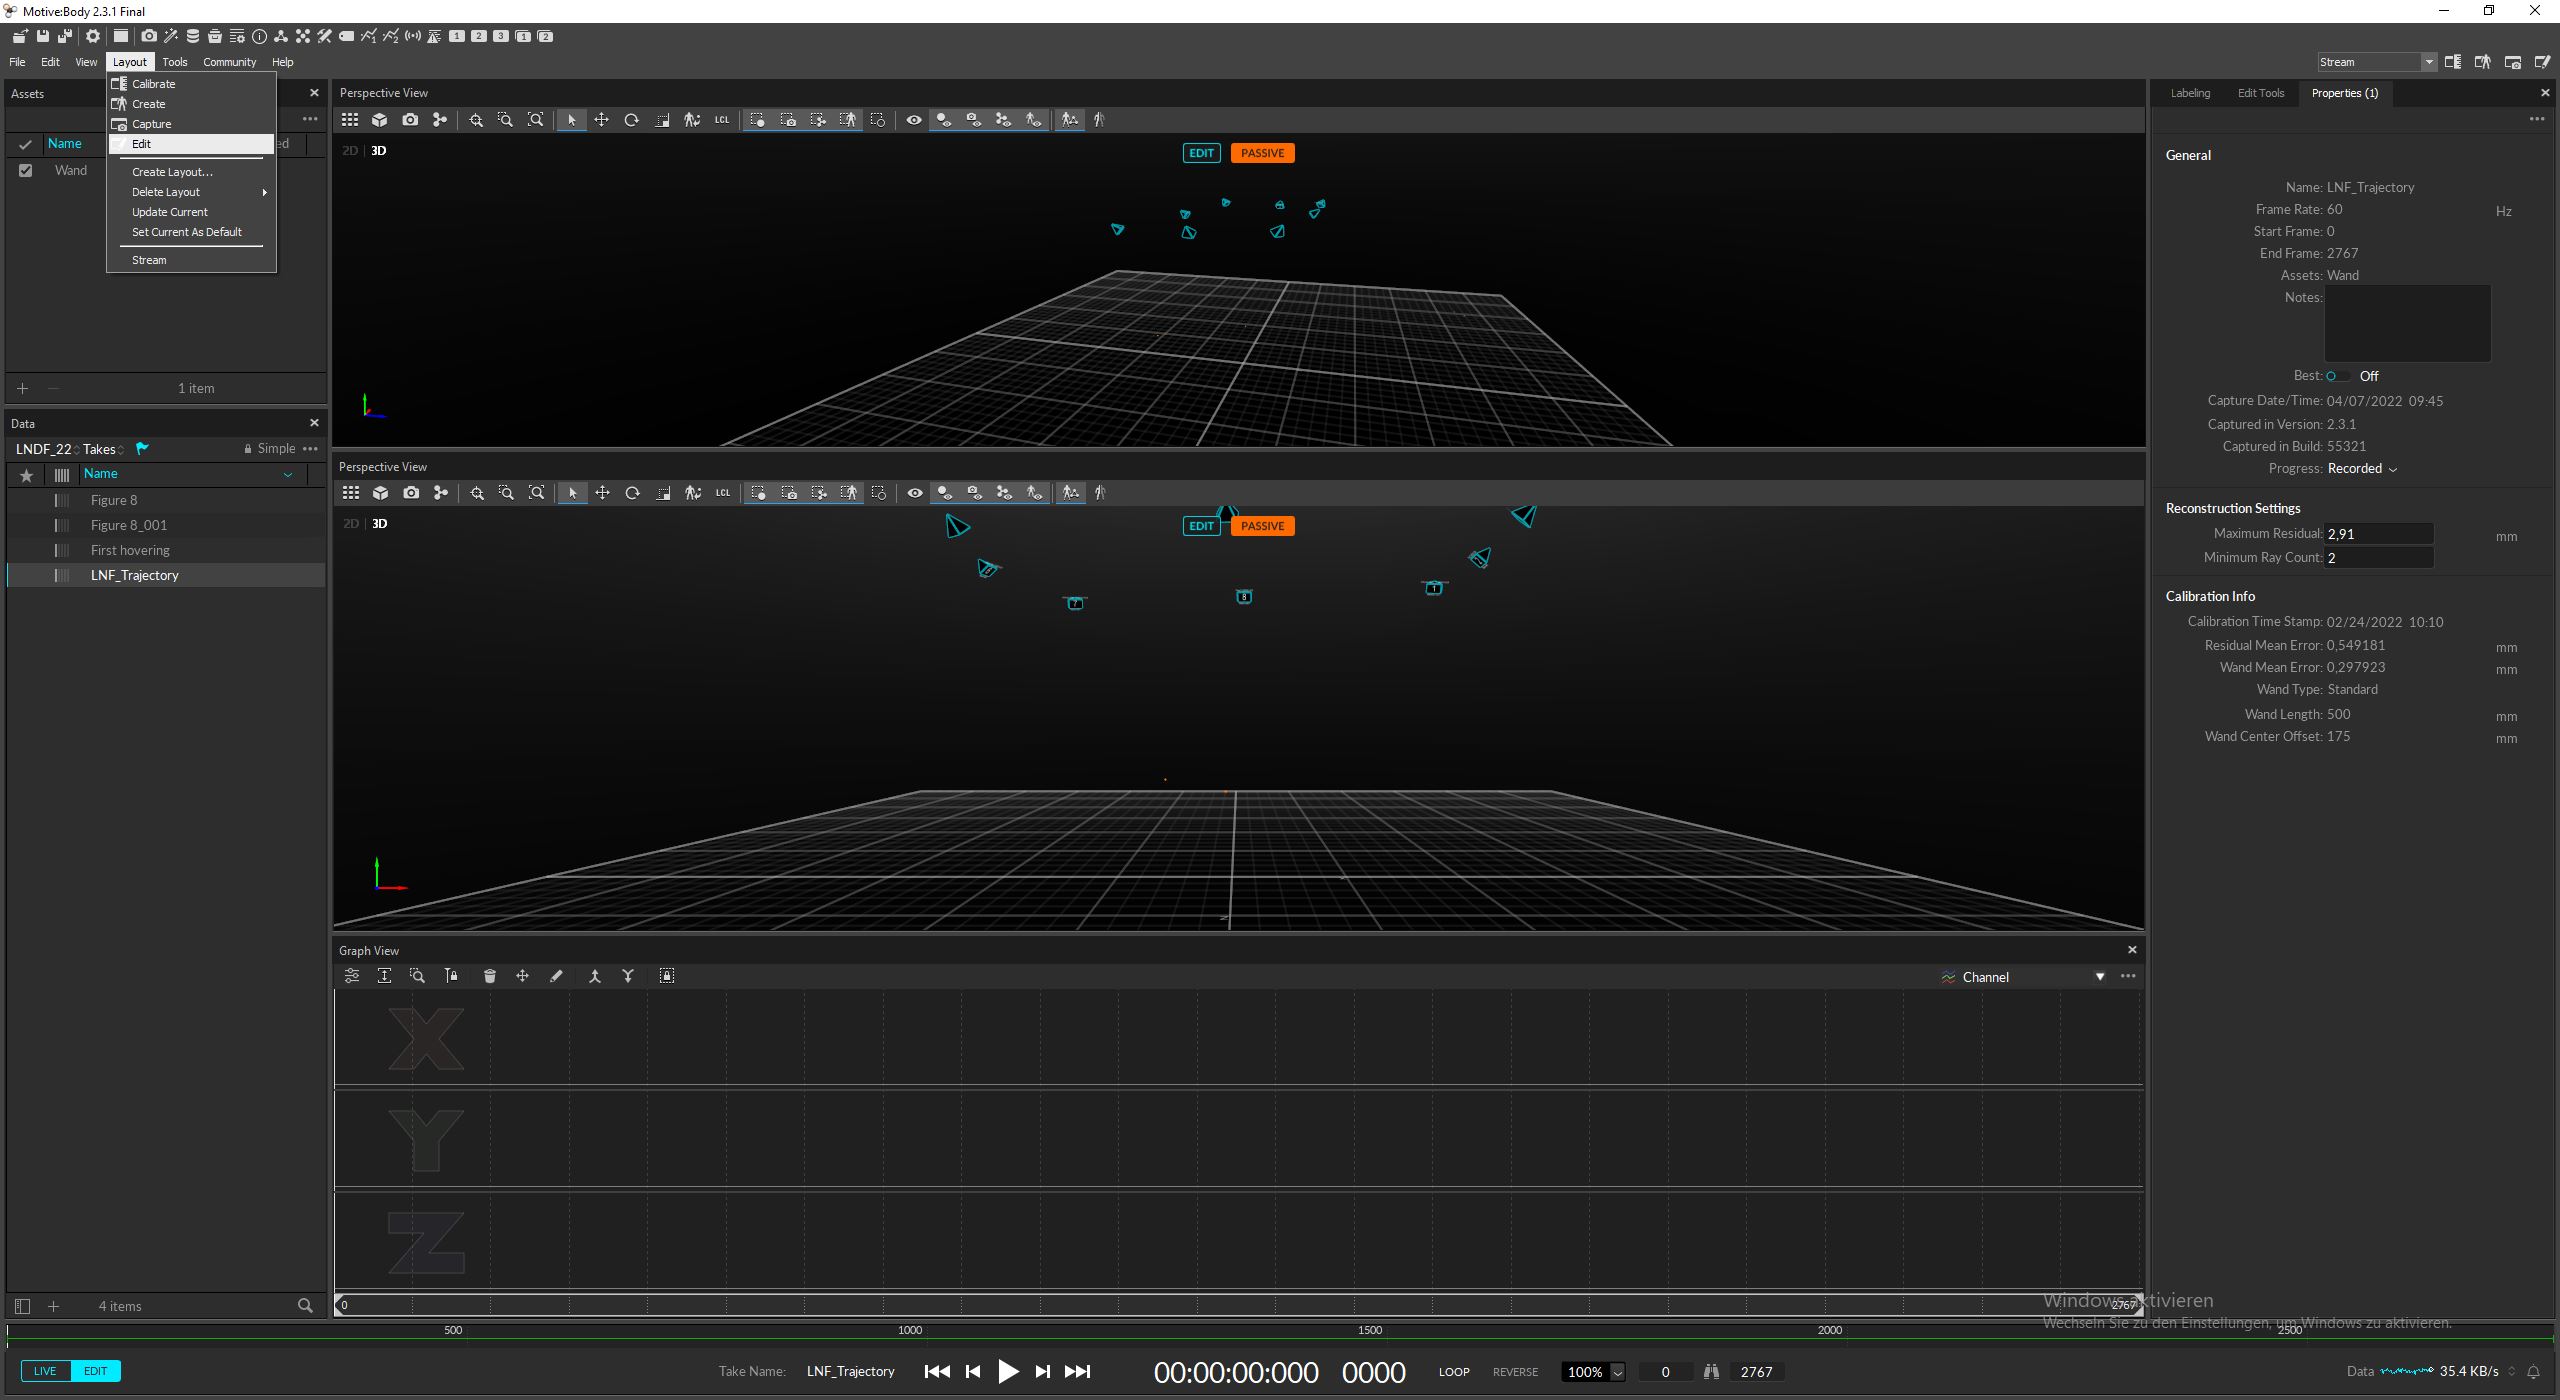 Motive:Body 2.3.1 Final
1 2 3 1 2
File Edit View Layout Tools Community Help
Stream
Assets
Name
ed
Wand
1 item
Calibrate
Create
Capture
Edit
Create Layout...
Delete Layout
Update Current
Set Current As Default
Stream
Data
LNDF_22 Takes Simple
Name
Figure 8
Figure 8_001
First hovering
LNF_Trajectory
4 items
Perspective View
LCL
2D 3D
EDIT PASSIVE
Perspective View
LCL
2D 3D
EDIT PASSIVE
7 8 1
Graph View
Channel
X
Y
Z
0 2767
Labeling Edit Tools Properties (1)
General
Name: LNF_Trajectory
Frame Rate: 60 Hz
Start Frame: 0
End Frame: 2767
Assets: Wand
Notes:
Best: Off
Capture Date/Time: 04/07/2022 09:45
Captured in Version: 2.3.1
Captured in Build: 55321
Progress: Recorded
Reconstruction Settings
Maximum Residual: 2,91 mm
Minimum Ray Count: 2
Calibration Info
Calibration Time Stamp: 02/24/2022 10:10
Residual Mean Error: 0,549181 mm
Wand Mean Error: 0,297923 mm
Wand Type: Standard
Wand Length: 500 mm
Wand Center Offset: 175 mm
Windows aktivieren
Wechseln Sie zu den Einstellungen, um Windows zu aktivieren.
500 1000 1500 2000 2500
LIVE EDIT
Take Name: LNF_Trajectory
00:00:00:000 0000
LOOP REVERSE 100% 0 2767
Data 35.4 KB/s